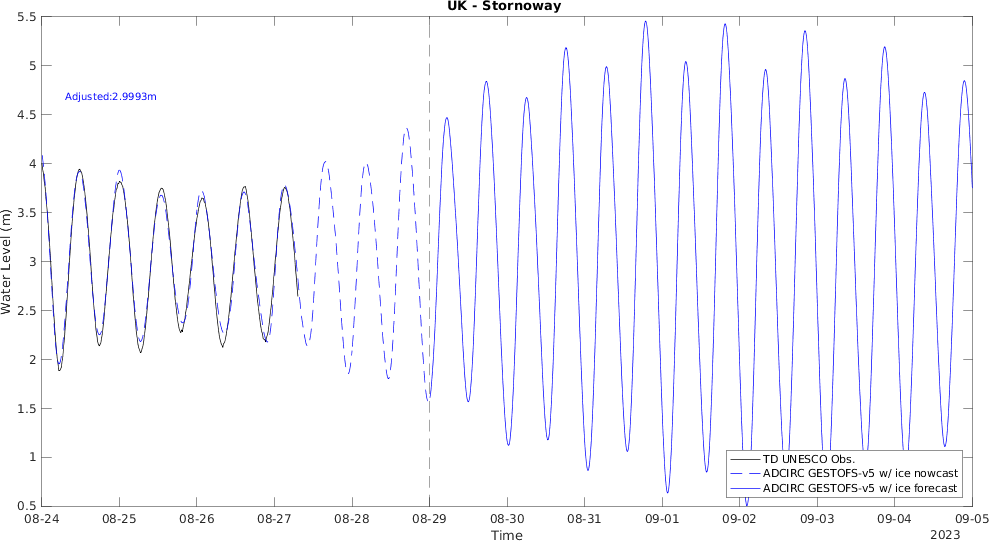 UK - Stornoway
5.5
5
4.5
4
3.5
3
2.5
2
1.5
1
0.5
Water Level (m)
Adjusted:2.9993m
TD UNESCO Obs.
ADCIRC GESTOFS-v5 w/ ice nowcast
ADCIRC GESTOFS-v5 w/ ice forecast
08-24 08-25 08-26 08-27 08-28 08-29 08-30 08-31 09-01 09-02 09-03 09-04 09-05
Time
2023